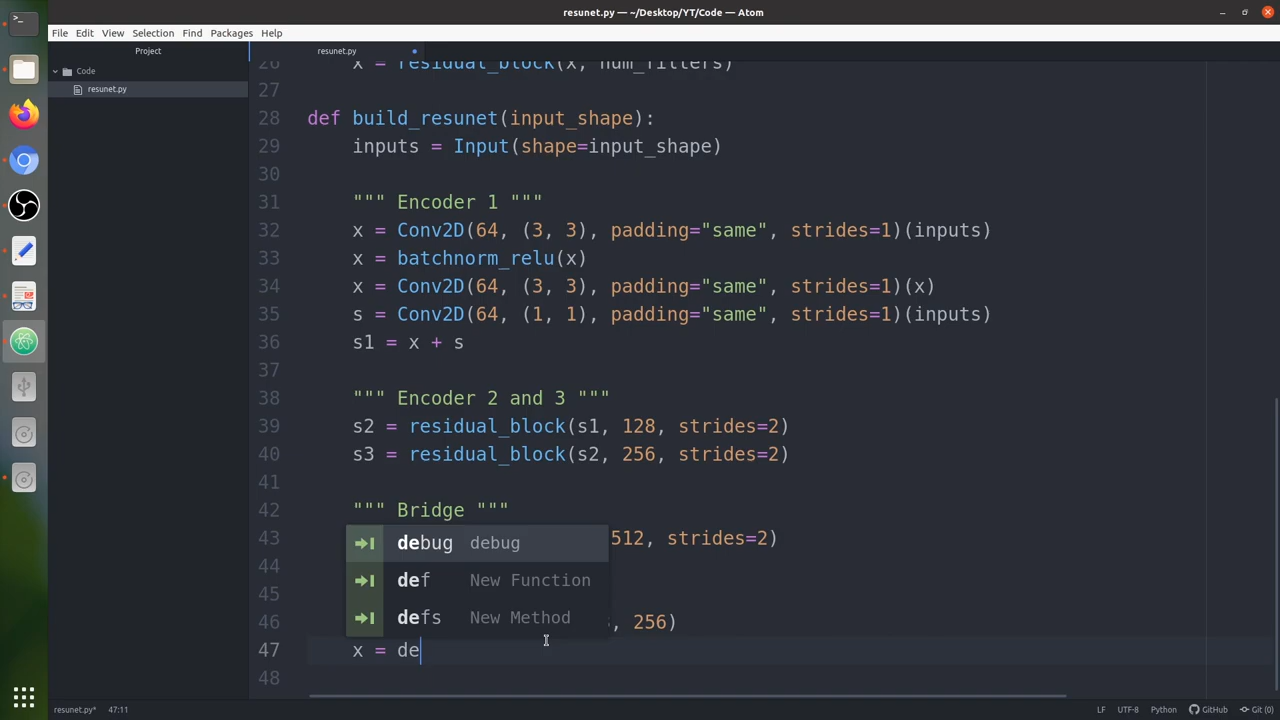 resunet.py — ~/Desktop/YT/Code — Atom
File Edit View Selection Find Packages Help
Project
resunet.py
Code
resunet.py
26 x = residual_block(x, num_filters)
27
28 def build_resunet(input_shape):
29 inputs = Input(shape=input_shape)
30
31 """ Encoder 1 """
32 x = Conv2D(64, (3, 3), padding="same", strides=1)(inputs)
33 x = batchnorm_relu(x)
34 x = Conv2D(64, (3, 3), padding="same", strides=1)(x)
35 s = Conv2D(64, (1, 1), padding="same", strides=1)(inputs)
36 s1 = x + s
37
38 """ Encoder 2 and 3 """
39 s2 = residual_block(s1, 128, strides=2)
40 s3 = residual_block(s2, 256, strides=2)
41
42 """ Bridge """
43 512, strides=2)
debug debug
44
def New Function
45
defs New Method
46 , 256)
47 x = de
48
resunet.py* 47:11 LF UTF-8 Python GitHub Git (0)